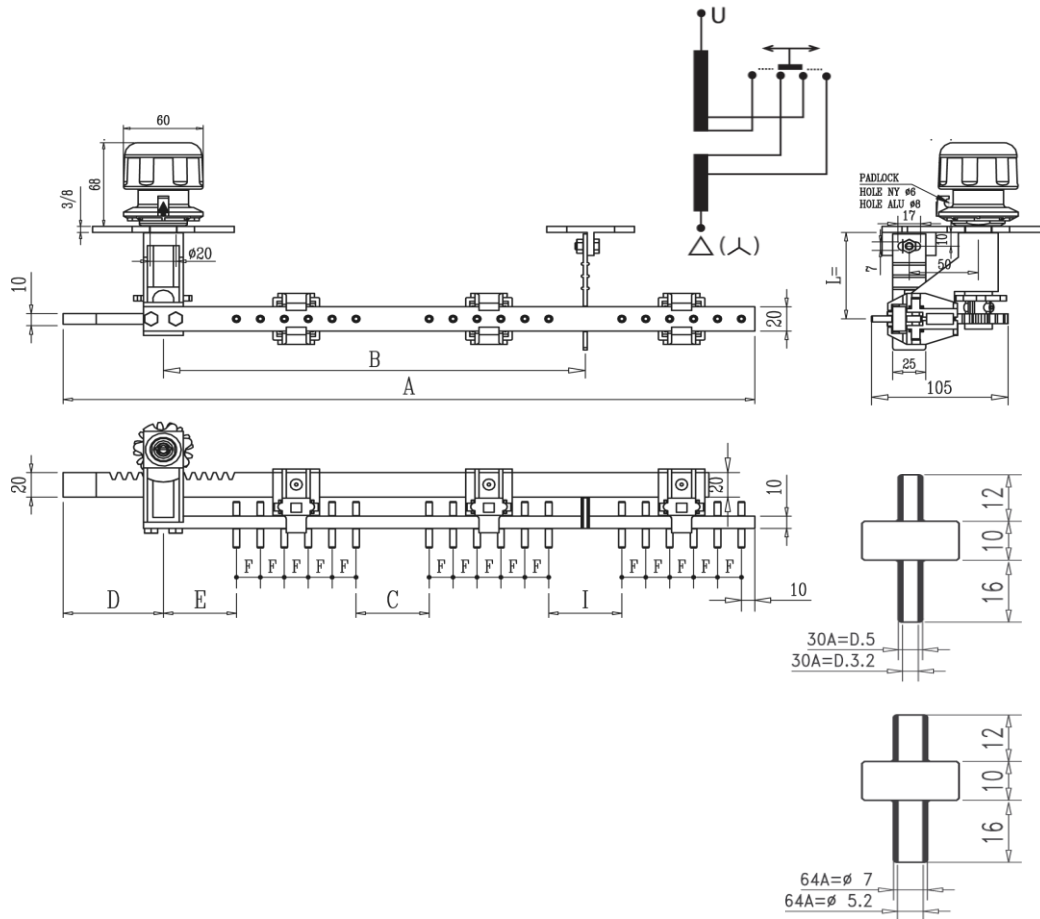 U
60
68
3/8
ø20
10
20
B
A
△(⅄)
PADLOCK
HOLE NY ø6
HOLE ALU ø8
17
10
7
50
L=
25
105
20
20
10
F F F F F
F F F F F
F F F F F
D
E
C
I
10
12
10
16
30A=D.5
30A=D.3.2
12
10
16
64A=ø 7
64A=ø 5.2